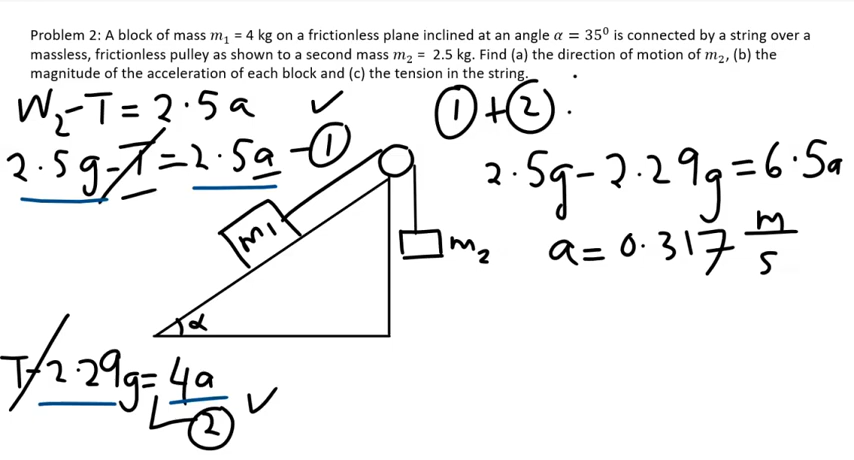 Problem 2: A block of mass m₁ = 4 kg on a frictionless plane inclined at an angle α = 35⁰ is connected by a string over a
massless, frictionless pulley as shown to a second mass m₂ = 2.5 kg. Find (a) the direction of motion of m₂, (b) the
magnitude of the acceleration of each block and (c) the tension in the string.
W₂-T = 2.5a ✓
2.5g-T = 2.5a -①
①+②.
2.5g-2.29g = 6.5a
a = 0.317 m/s
m₁
m₂
α
T-2.29g = 4a
② ✓